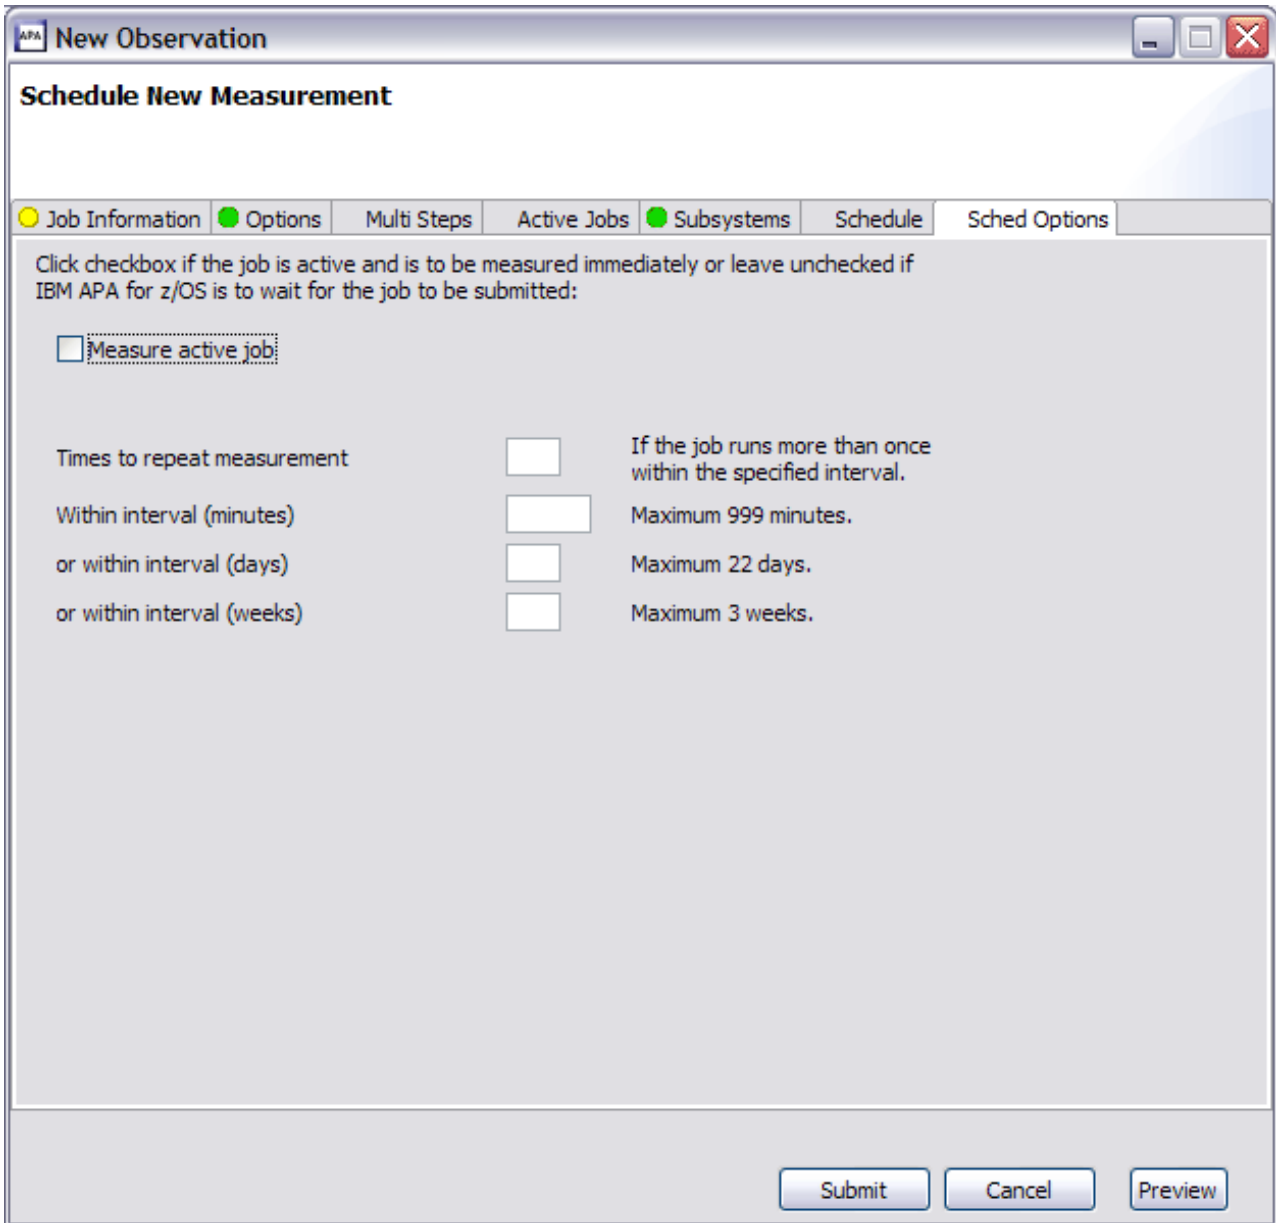 APA New Observation
Schedule New Measurement
Job Information Options Multi Steps Active Jobs Subsystems Schedule Sched Options
Click checkbox if the job is active and is to be measured immediately or leave unchecked if
IBM APA for z/OS is to wait for the job to be submitted:
Measure active job
Times to repeat measurement
If the job runs more than once
within the specified interval.
Within interval (minutes) Maximum 999 minutes.
or within interval (days) Maximum 22 days.
or within interval (weeks) Maximum 3 weeks.
Submit Cancel Preview